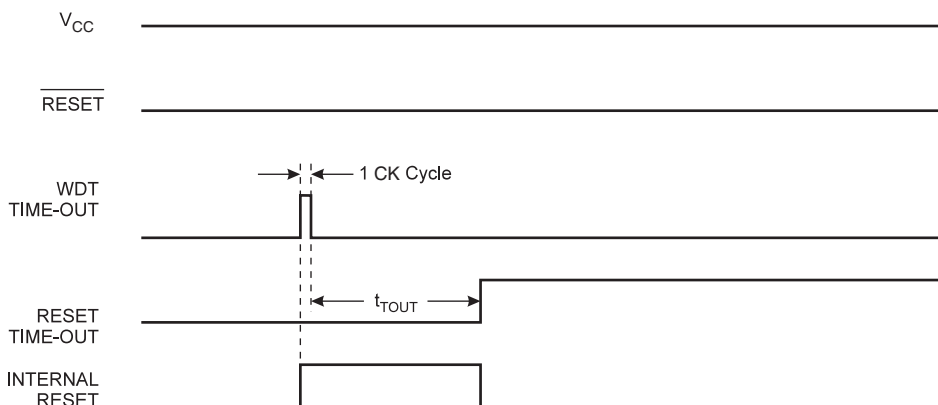 VCC
RESET
1 CK Cycle
WDT
TIME-OUT
tTOUT
RESET
TIME-OUT
INTERNAL
RESET